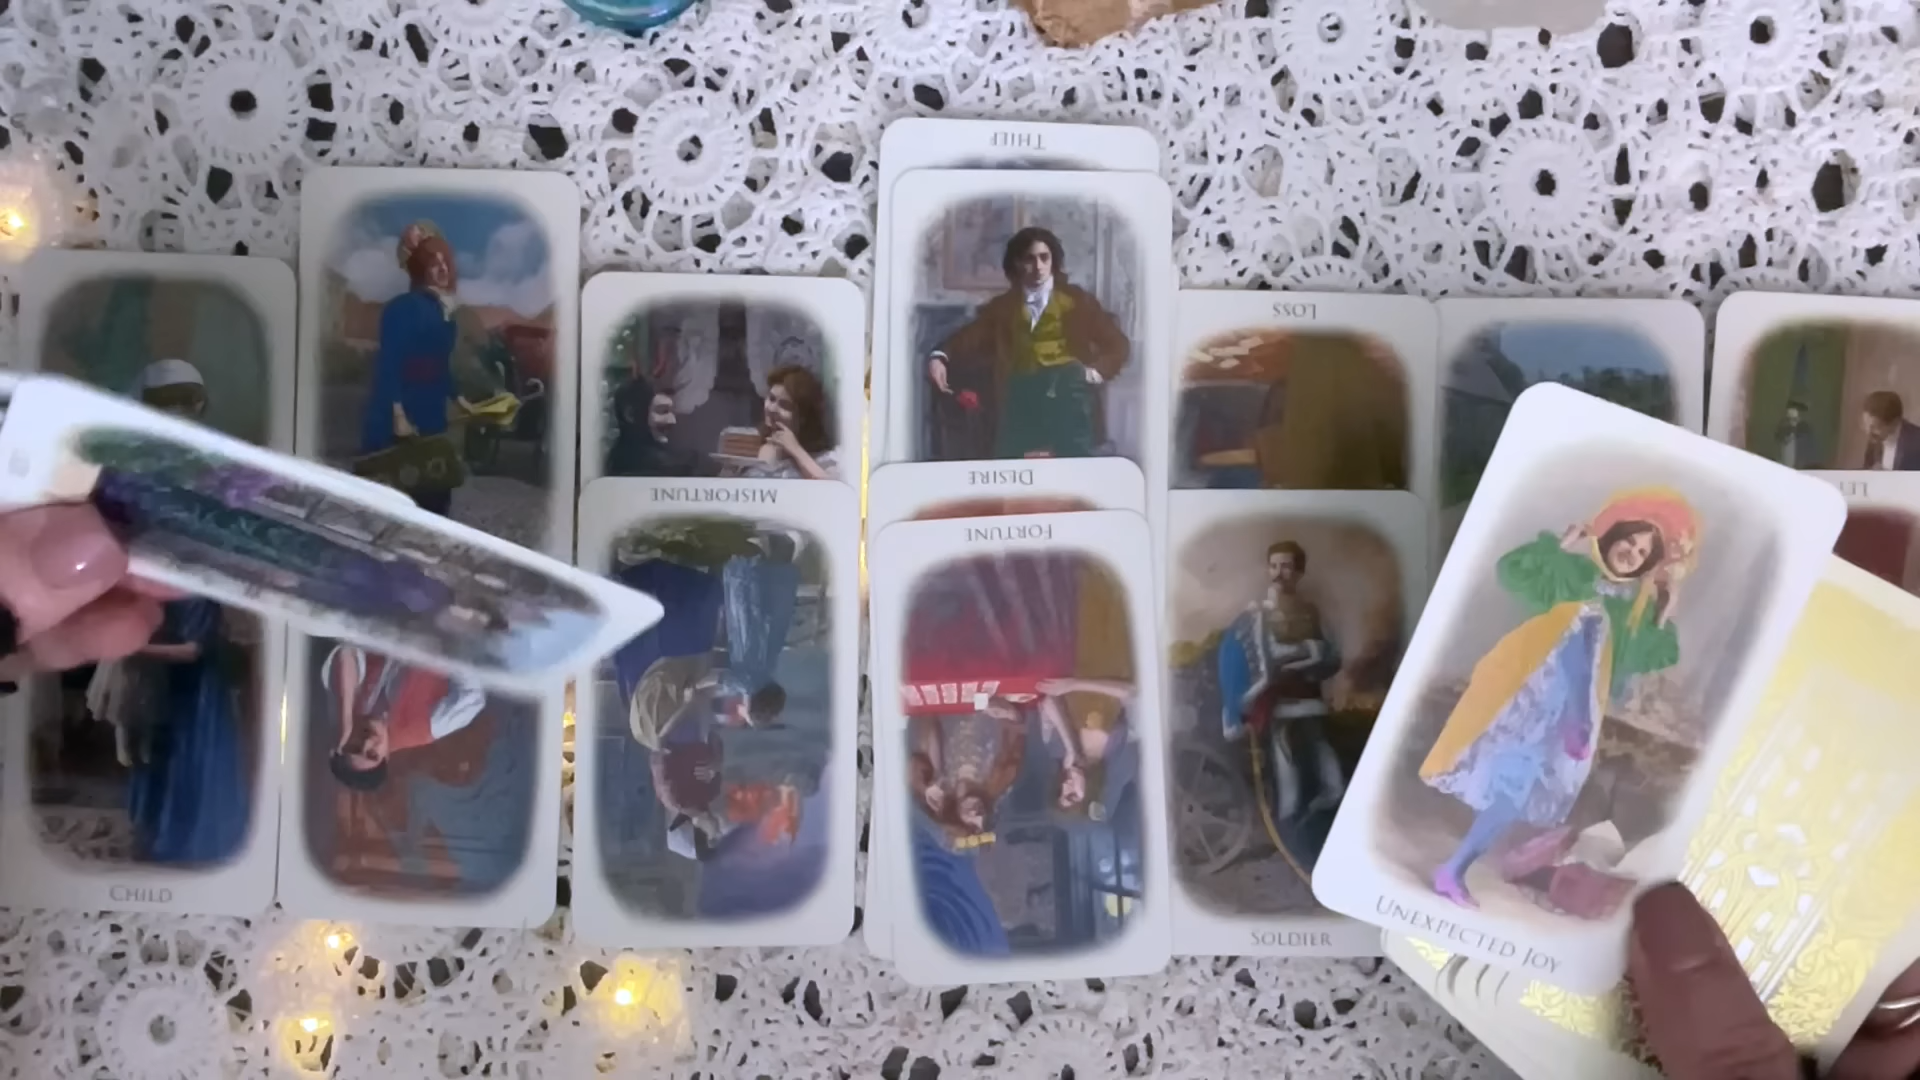 THIEF
LOSS
DESIRE
MISFORTUNE
FORTUNE
CHILD
SOLDIER
UNEXPECTED JOY